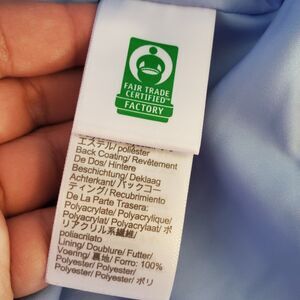 FAIR TRADE
CERTIFIED™
FACTORY
エステル/ poliéster
Back Coating/ Revêtement
De Dos/ Hintere
Beschichtung/ Deklaag
Achterkant/ バックコー
ティング/ Recubrimiento
De La Parte Trasera:
Polyacrylate/ Polyacrylique/
Polyacrylat/ Polyacrylaat/ ポ
リアクリル系繊維/
poliacrilato
Lining/ Doublure/ Futter/
Voering/ 裏地/ Forro: 100%
Polyester/ Polyester/
Polyester/ Polyester/ ポリ